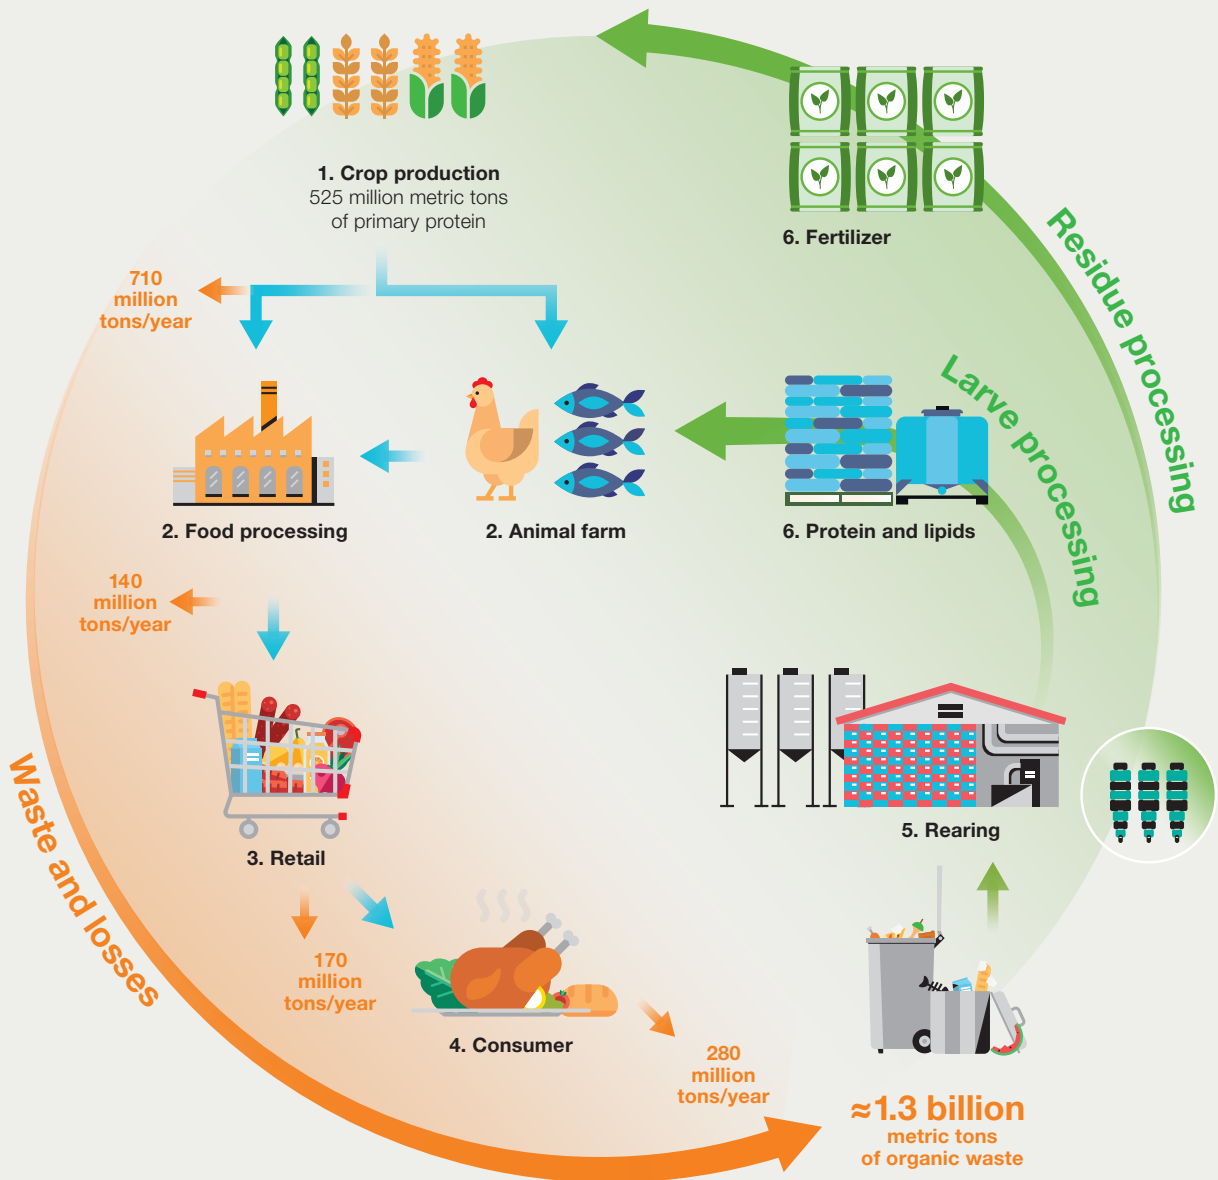 1. Crop production
525 million metric tons
of primary protein
6. Fertilizer
Residue processing
710
million
tons/year
Larve processing
2. Food processing
2. Animal farm
6. Protein and lipids
140
million
tons/year
Waste and losses
3. Retail
5. Rearing
170
million
tons/year
4. Consumer
280
million
tons/year
≈1.3 billion
metric tons
of organic waste